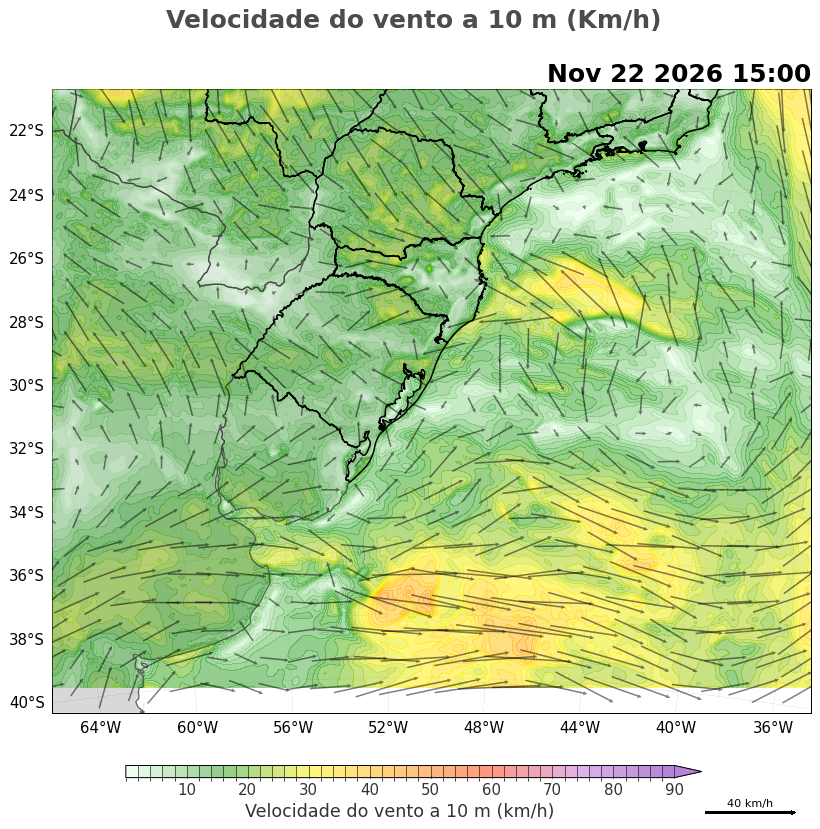 Velocidade do vento a 10 m (Km/h)
Nov 22 2026 15:00
22°S
24°S
26°S
28°S
30°S
32°S
34°S
36°S
38°S
40°S
64°W 60°W 56°W 52°W 48°W 44°W 40°W 36°W
10 20 30 40 50 60 70 80 90
Velocidade do vento a 10 m (km/h)
40 km/h